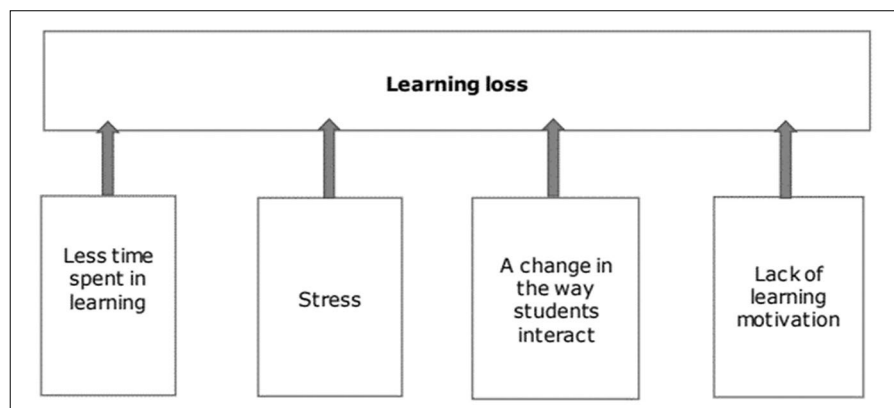 Learning loss
Less time
spent in
learning
Stress
A change in
the way
students
interact
Lack of
learning
motivation